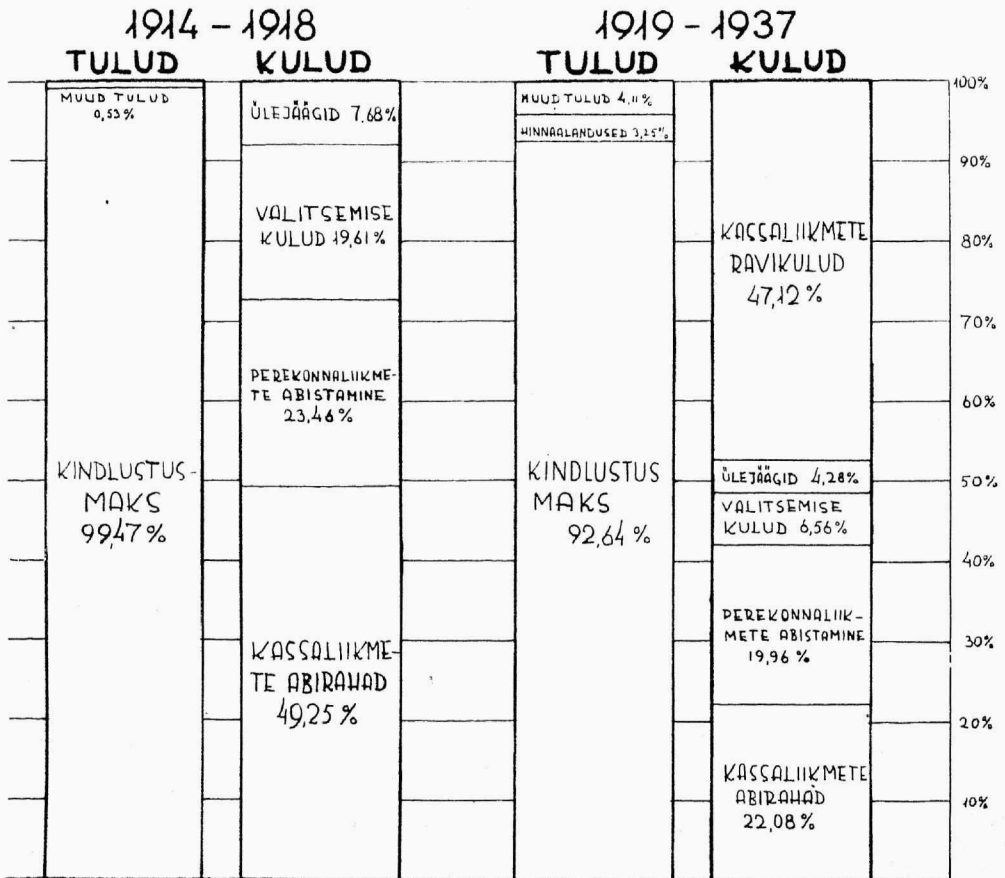 1914 - 1918
TULUD
KULUD
MUUD TULUD
0,53%
KINDLUSTUS-
MAKS
99,47%
ÜLEJÄÄGID 7,68%
VALITSEMISE
KULUD 19,61%
PEREKONNALIIKME-
TE ABISTAMINE
23,46%
KASSALIIKME-
TE ABIRAHAD
49,25%
1919 - 1937
TULUD
KULUD
MUUD TULUD 4,11%
HINNAALANDUSED 3,25%
KINDLUSTUS
MAKS
92,64%
KASSALIIKMETE
RAVIKULUD
47,12%
ÜLEJÄÄGID 4,28%
VALITSEMISE
KULUD 6,56%
PEREKONNALIIK-
METE ABISTAMINE
19,96%
KASSALIIKMETE
ABIRAHAD
22,08%
100%
90%
80%
70%
60%
50%
40%
30%
20%
10%